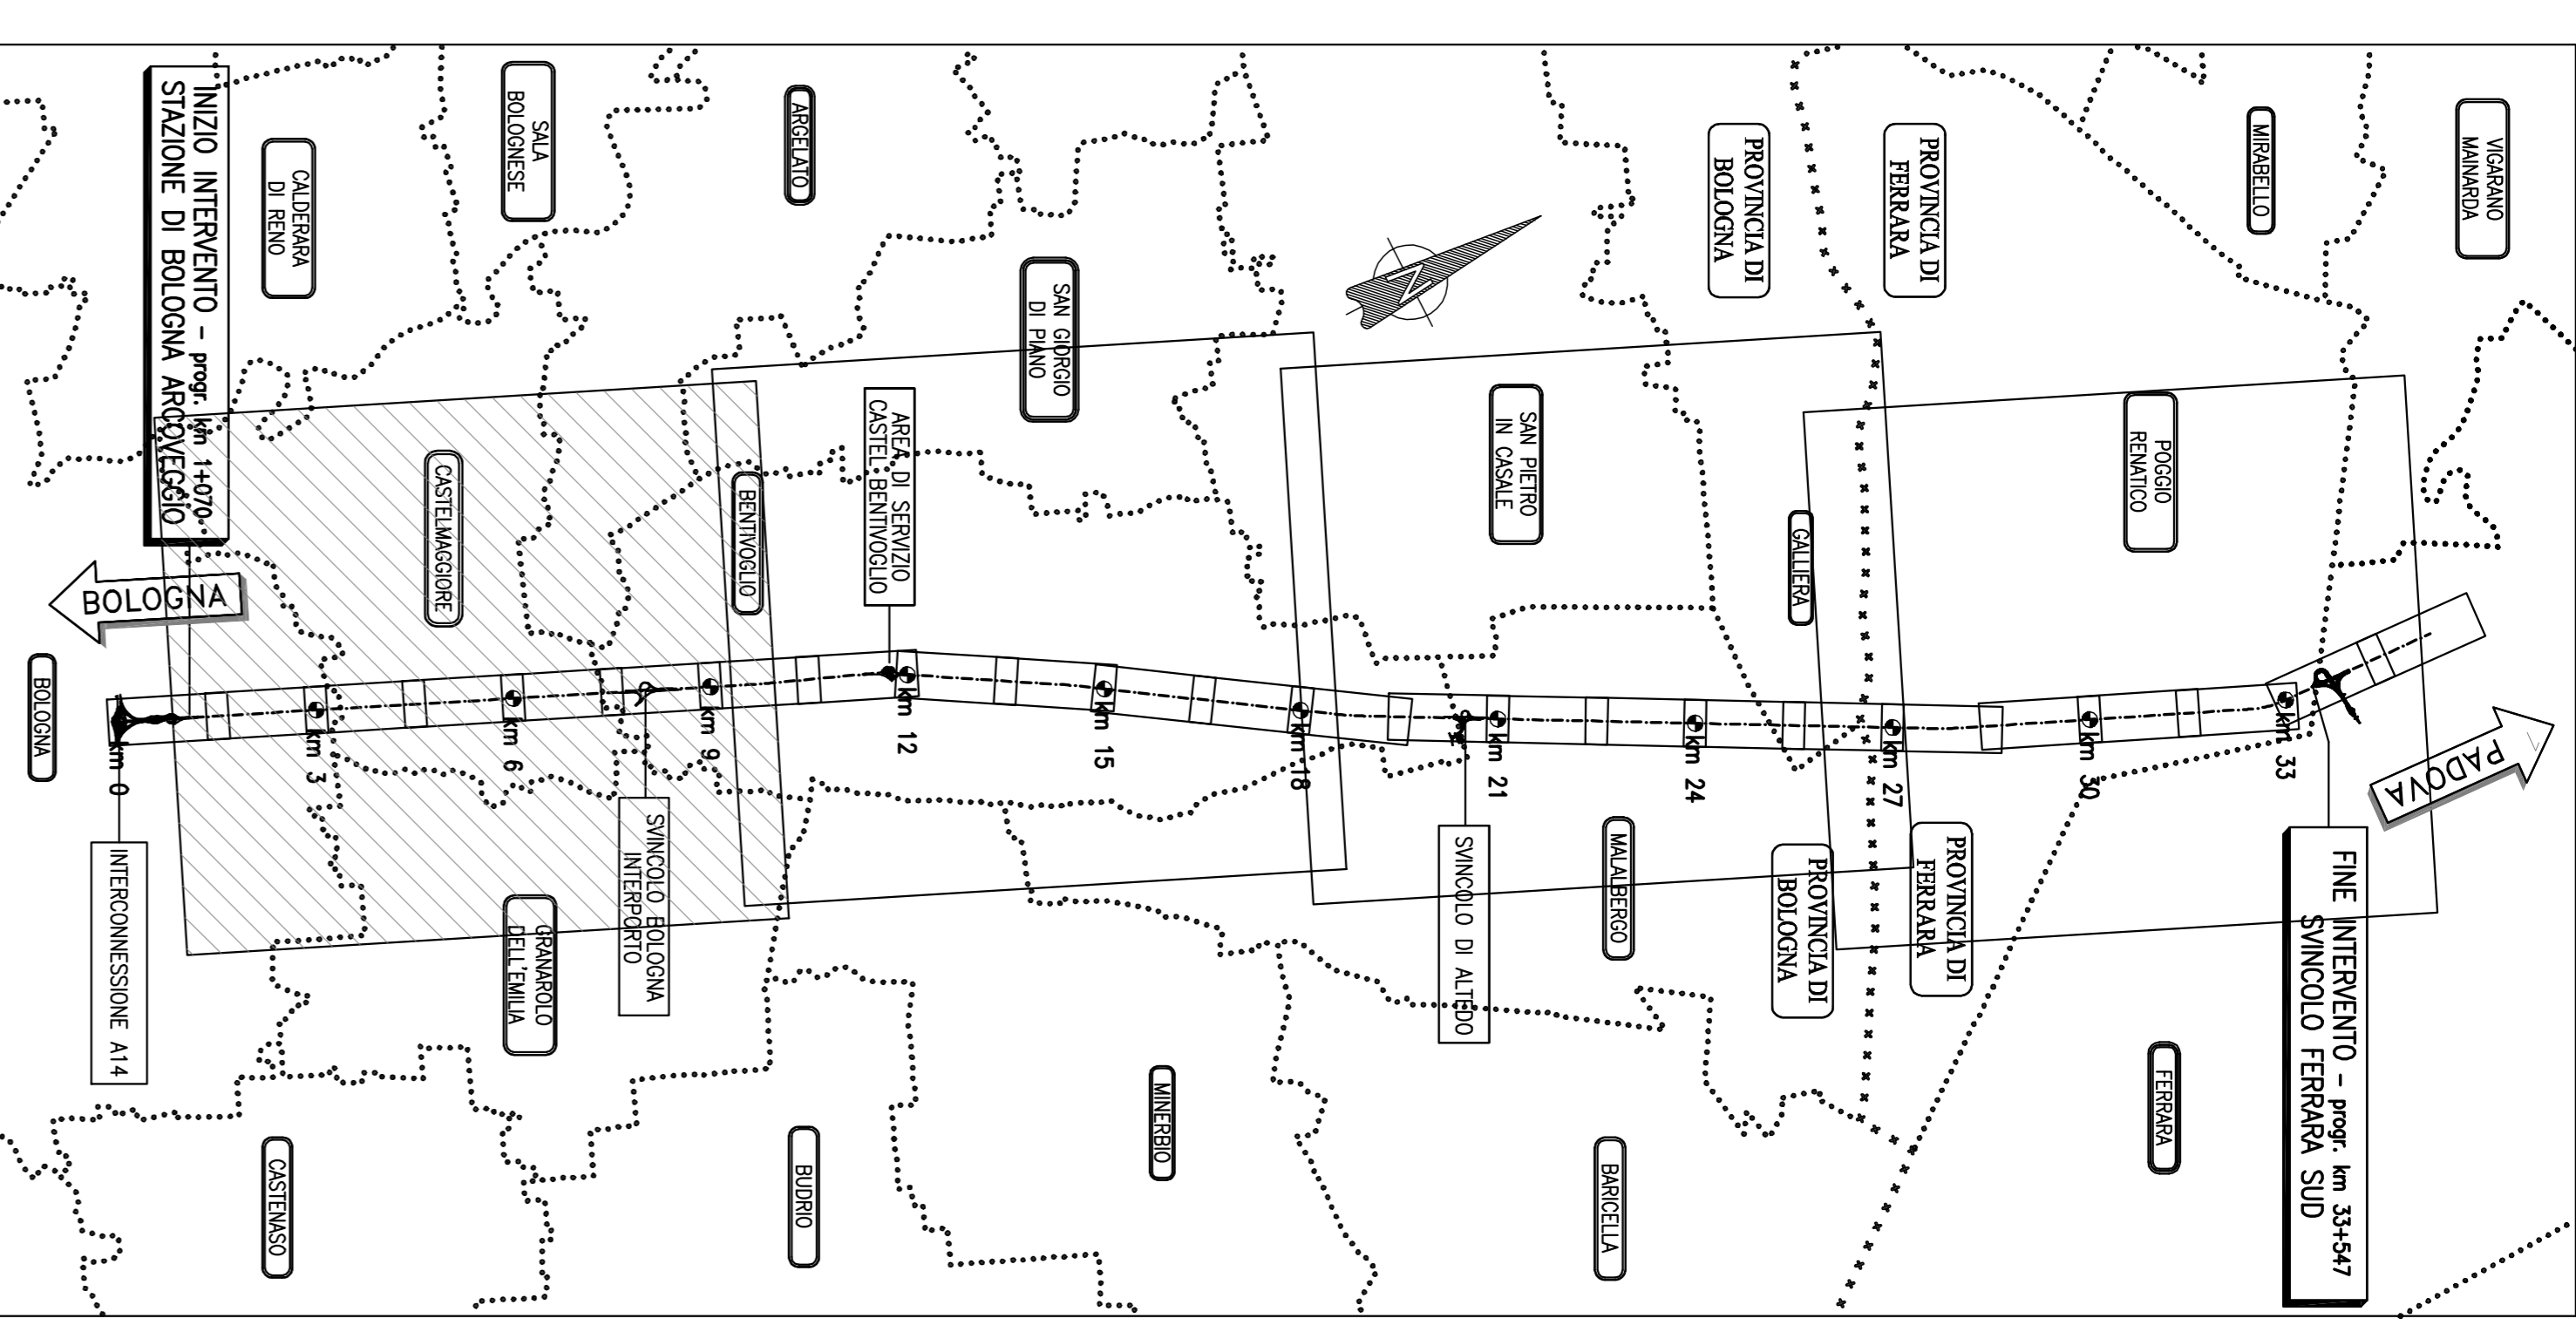 VIGARANO
MAINARDA
MIRABELLO
PROVINCIA DI
FERRARA
PROVINCIA DI
BOLOGNA
ARGELATO
SALA
BOLOGNESE
CALDERARA
DI RENO
INIZIO INTERVENTO - progr. km 1+070
STAZIONE DI BOLOGNA ARCOVEGGIO
SAN GIORGIO
DI PIANO
N
POGGIO
RENATICO
SAN PIETRO
IN CASALE
GALLIERA
AREA DI SERVIZIO
CASTEL BENTIVOGLIO
BENTIVOGLIO
CASTELMAGGIORE
BOLOGNA
BOLOGNA
km 0
km 3
km 6
km 9
km 12
km 15
km 18
km 21
km 24
km 27
km 30
km 33
PADOVA
FINE INTERVENTO - progr. km 33+547
SVINCOLO FERRARA SUD
PROVINCIA DI
FERRARA
PROVINCIA DI
BOLOGNA
MALALBERGO
SVINCOLO DI ALTEDO
SVINCOLO BOLOGNA
INTERPORTO
GRANAROLO
DELL'EMILIA
INTERCONNESSIONE A14
FERRARA
BARICELLA
MINERBIO
BUDRIO
CASTENASO